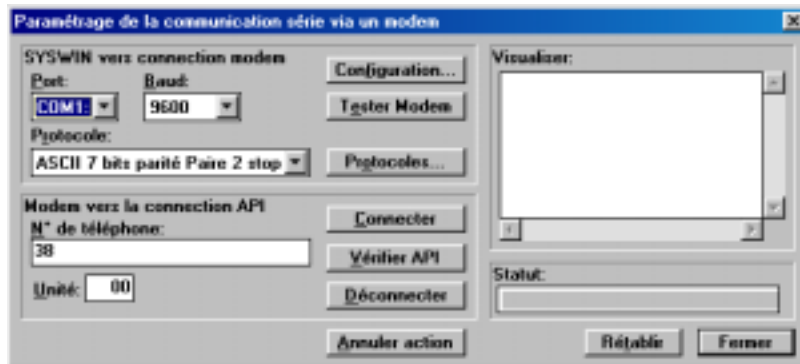 Paramétrage de la communication série via un modem
SYSWIN vers connection modem
Port:
Baud:
COM1:
9600
Configuration...
Tester Modem
Protocole:
ASCII 7 bits parité Paire 2 stop
Protocoles...
Modem vers la connection API
N° de téléphone:
38
Unité: 00
Connecter
Vérifier API
Déconnecter
Annuler action
Visualiser:
Statut:
Rétablir
Fermer